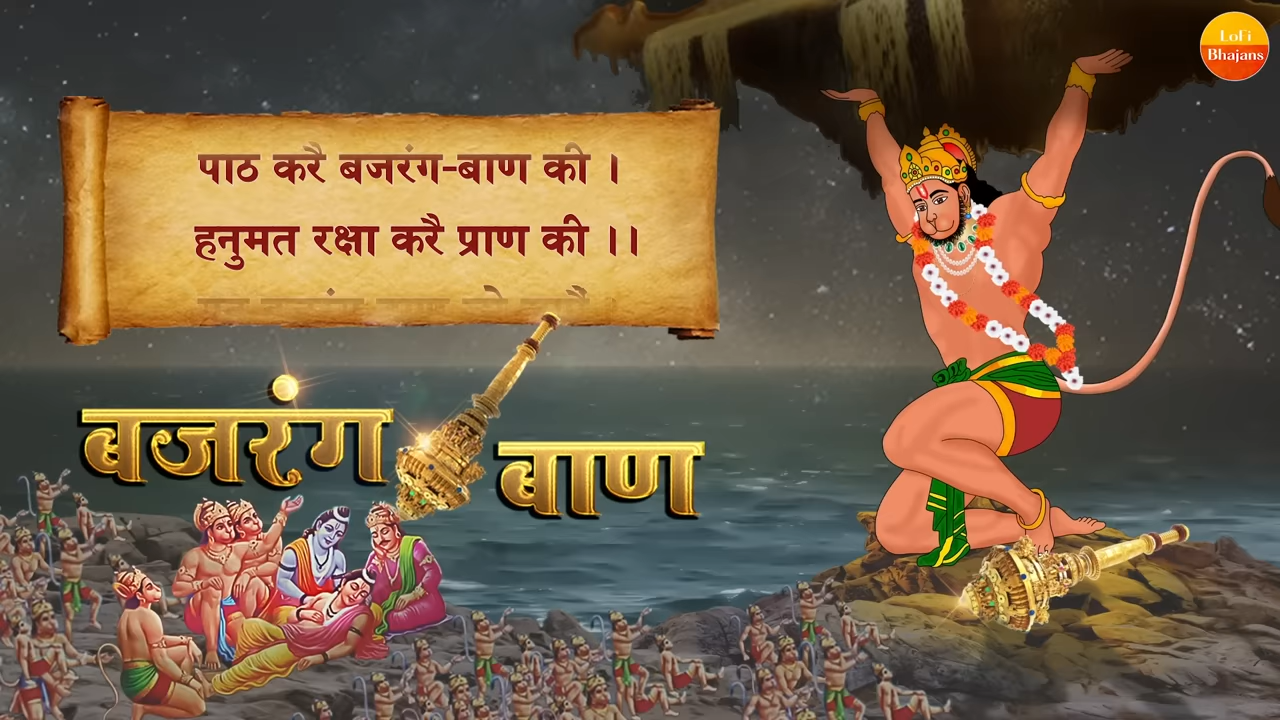 पाठ करै बजरंग-बाण की ।
हनुमत रक्षा करै प्राण की ।।
बजरंग बाण
LoFi
Bhajans